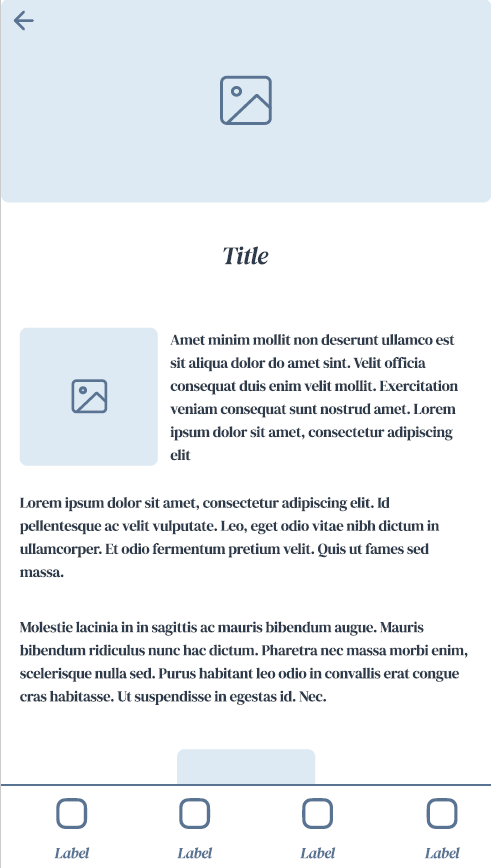 Title
Amet minim mollit non deserunt ullamco est
sit aliqua dolor do amet sint. Velit officia
consequat duis enim velit mollit. Exercitation
veniam consequat sunt nostrud amet. Lorem
ipsum dolor sit amet, consectetur adipiscing
elit
Lorem ipsum dolor sit amet, consectetur adipiscing elit. Id
pellentesque ac velit vulputate. Leo, eget odio vitae nibh dictum in
ullamcorper. Et odio fermentum pretium velit. Quis ut fames sed
massa.
Molestie lacinia in in sagittis ac mauris bibendum augue. Mauris
bibendum ridiculus nunc hac dictum. Pharetra nec massa morbi enim,
scelerisque nulla sed. Purus habitant leo odio in convallis erat congue
cras habitasse. Ut suspendisse in egestas id. Nec.
Label Label Label Label